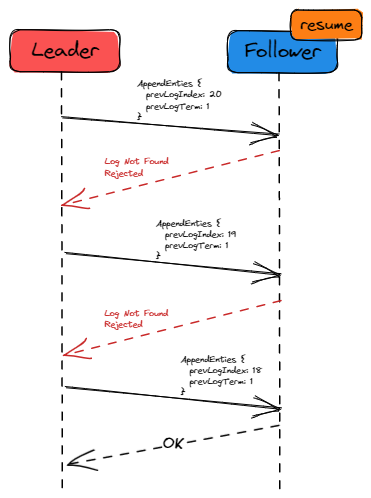 resume
Leader
Follower
AppendEnties {
prevLogIndex: 20
prevLogTerm: 1
}
Log Not Found
Rejected
AppendEnties {
prevLogIndex: 19
prevLogTerm: 1
}
Log Not Found
Rejected
AppendEnties {
prevLogIndex: 18
prevLogTerm: 1
}
OK